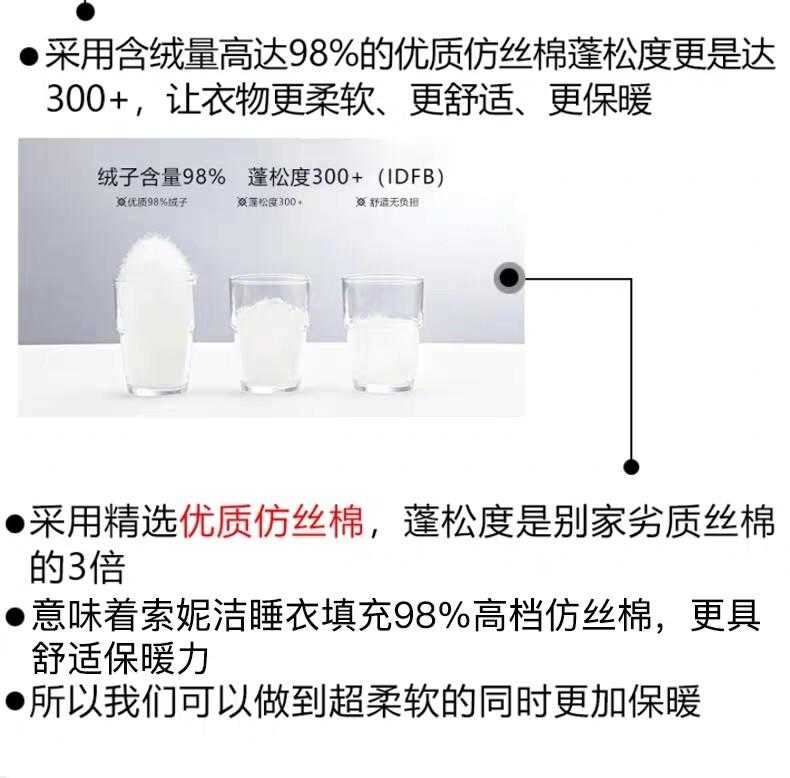 ●采用含绒量高达98%的优质仿丝棉蓬松度更是达
300+，让衣物更柔软、更舒适、更保暖
绒子含量98% 蓬松度300+（IDFB）
※优质98%绒子 ※蓬松度300+ ※舒适无负担
●采用精选优质仿丝棉，蓬松度是别家劣质丝棉
的3倍
●意味着索妮洁睡衣填充98%高档仿丝棉，更具
舒适保暖力
●所以我们可以做到超柔软的同时更加保暖